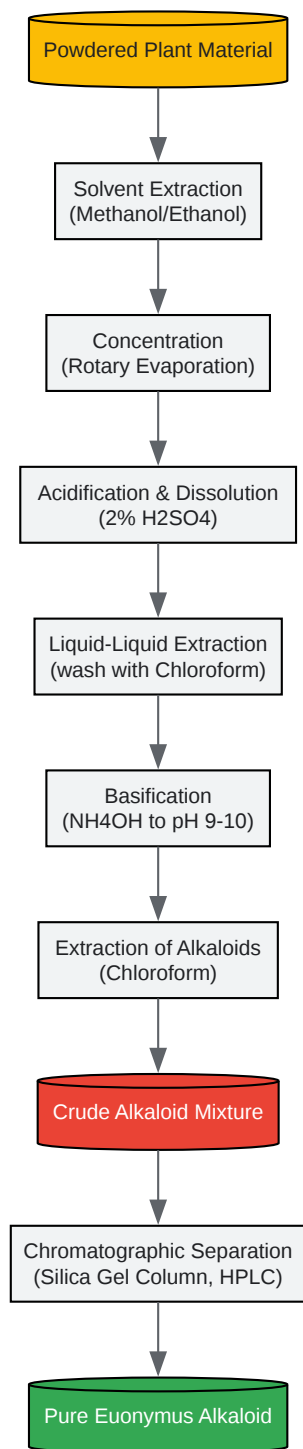 Powdered Plant Material
Solvent Extraction
(Methanol/Ethanol)
Concentration
(Rotary Evaporation)
Acidification & Dissolution
(2% H2SO4)
Liquid-Liquid Extraction
(wash with Chloroform)
Basification
(NH4OH to pH 9-10)
Extraction of Alkaloids
(Chloroform)
Crude Alkaloid Mixture
Chromatographic Separation
(Silica Gel Column, HPLC)
Pure Euonymus Alkaloid